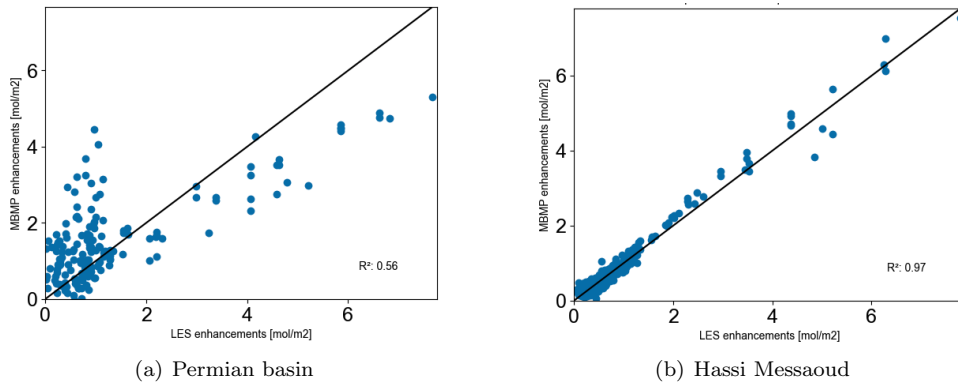 MBMP enhancements [mol/m2]
6
4
2
0
0
2
4
6
R²: 0.56
LES enhancements [mol/m2]
(a) Permian basin
MBMP enhancements [mol/m2]
6
4
2
0
0
2
4
6
R²: 0.97
LES enhancements [mol/m2]
(b) Hassi Messaoud